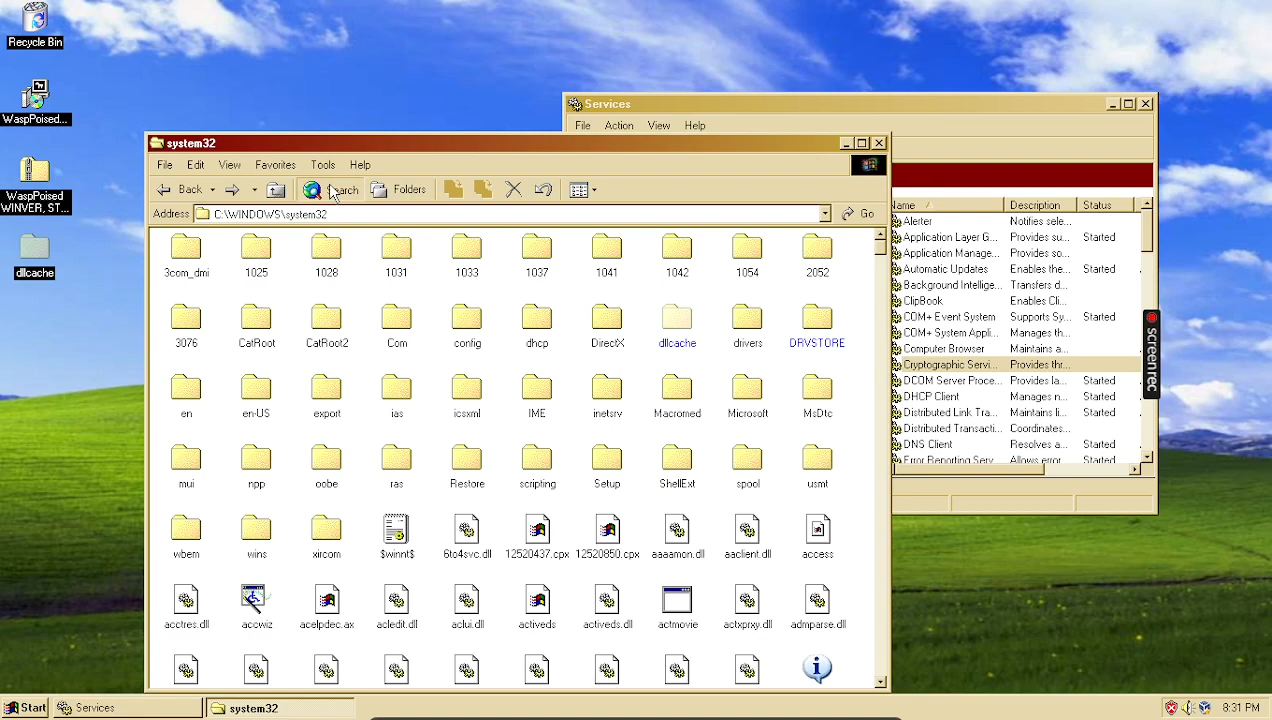 Recycle Bin
WaspPoised...
WaspPoised
WINVER, ST...
dllcache
Services
File Action View Help
Name Description Status
Alerter Notifies sele...
Application Layer G... Provides su... Started
Application Manage... Provides so...
Automatic Updates Enables the... Started
Background Intellige... Transfers d...
ClipBook Enables Cli...
COM+ Event System Supports Sy... Started
COM+ System Appli... Manages th...
Computer Browser Maintains a...
Cryptographic Servi... Provides thr...
DCOM Server Proce... Provides la... Started
DHCP Client Manages n... Started
Distributed Link Tra... Maintains li... Started
Distributed Transacti... Coordinates...
DNS Client Resolves a... Started
Error Reporting Serv... Allows error... Started
system32
File Edit View Favorites Tools Help
Back Search Folders
Address C:\WINDOWS\system32 Go
3com_dmi 1025 1028 1031 1033 1037 1041 1042 1054 2052
3076 CatRoot CatRoot2 Com config dhcp DirectX dllcache drivers DRVSTORE
en en-US export ias icsxml IME inetsrv Macromed Microsoft MsDtc
mui npp oobe ras Restore scripting Setup ShellExt spool usmt
wbem wins xircom $winnt$ 6to4svc.dll 12520437.cpx 12520850.cpx aaaamon.dll aaclient.dll access
acctres.dll accwiz acelpdec.ax acledit.dll aclui.dll activeds activeds.dll actmovie actxprxy.dll admparse.dll
screenrec
Start Services system32 8:31 PM